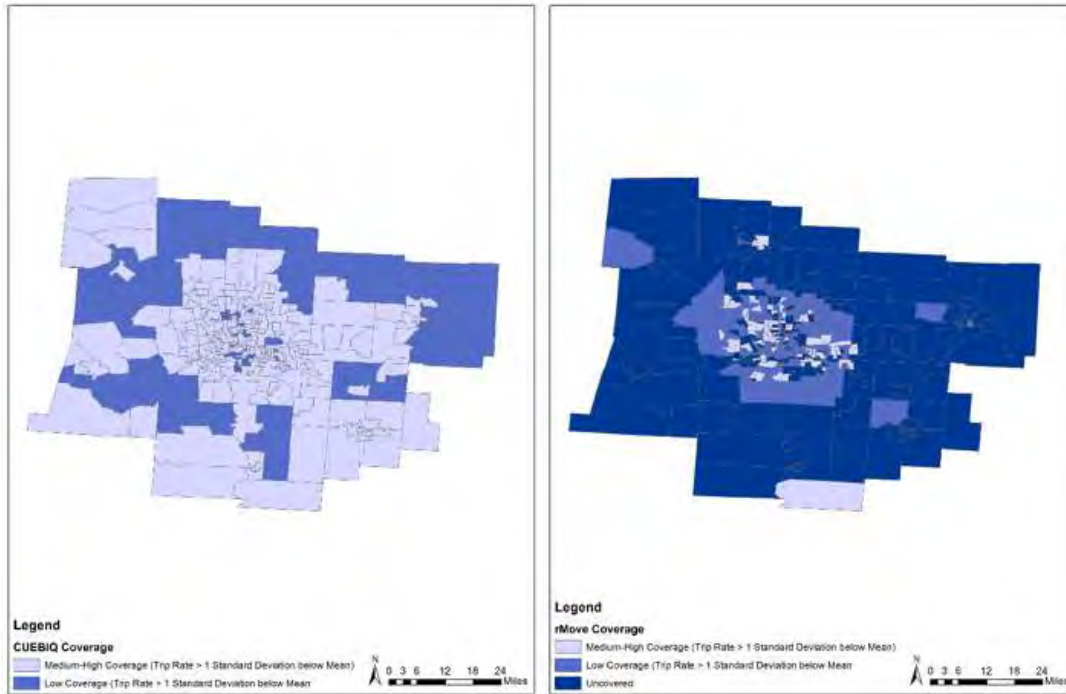 Legend
CUEBIQ Coverage
Medium-High Coverage (Trip Rate > 1 Standard Deviation below Mean)
Low Coverage (Trip Rate > 1 Standard Deviation below Mean
N
0 3 6 12 18 24
Miles
Legend
rMove Coverage
Medium-High Coverage (Trip Rate > 1 Standard Deviation below Mean)
Low Coverage (Trip Rate > 1 Standard Deviation below Mean
Uncovered
N
0 3 6 12 18 24
Miles